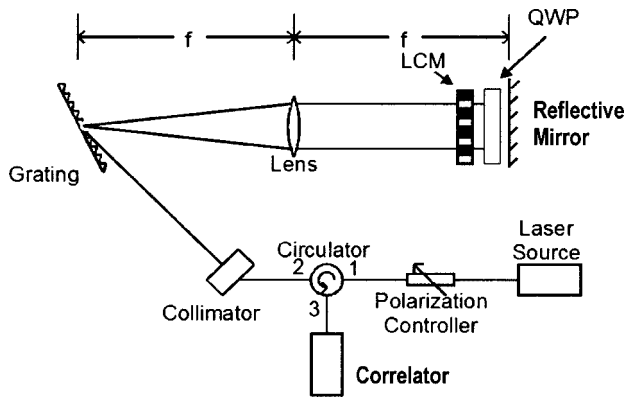 f
f
QWP
LCM
Reflective
Mirror
Lens
Grating
Laser
Source
Circulator
2
1
3
Collimator
Polarization
Controller
Correlator